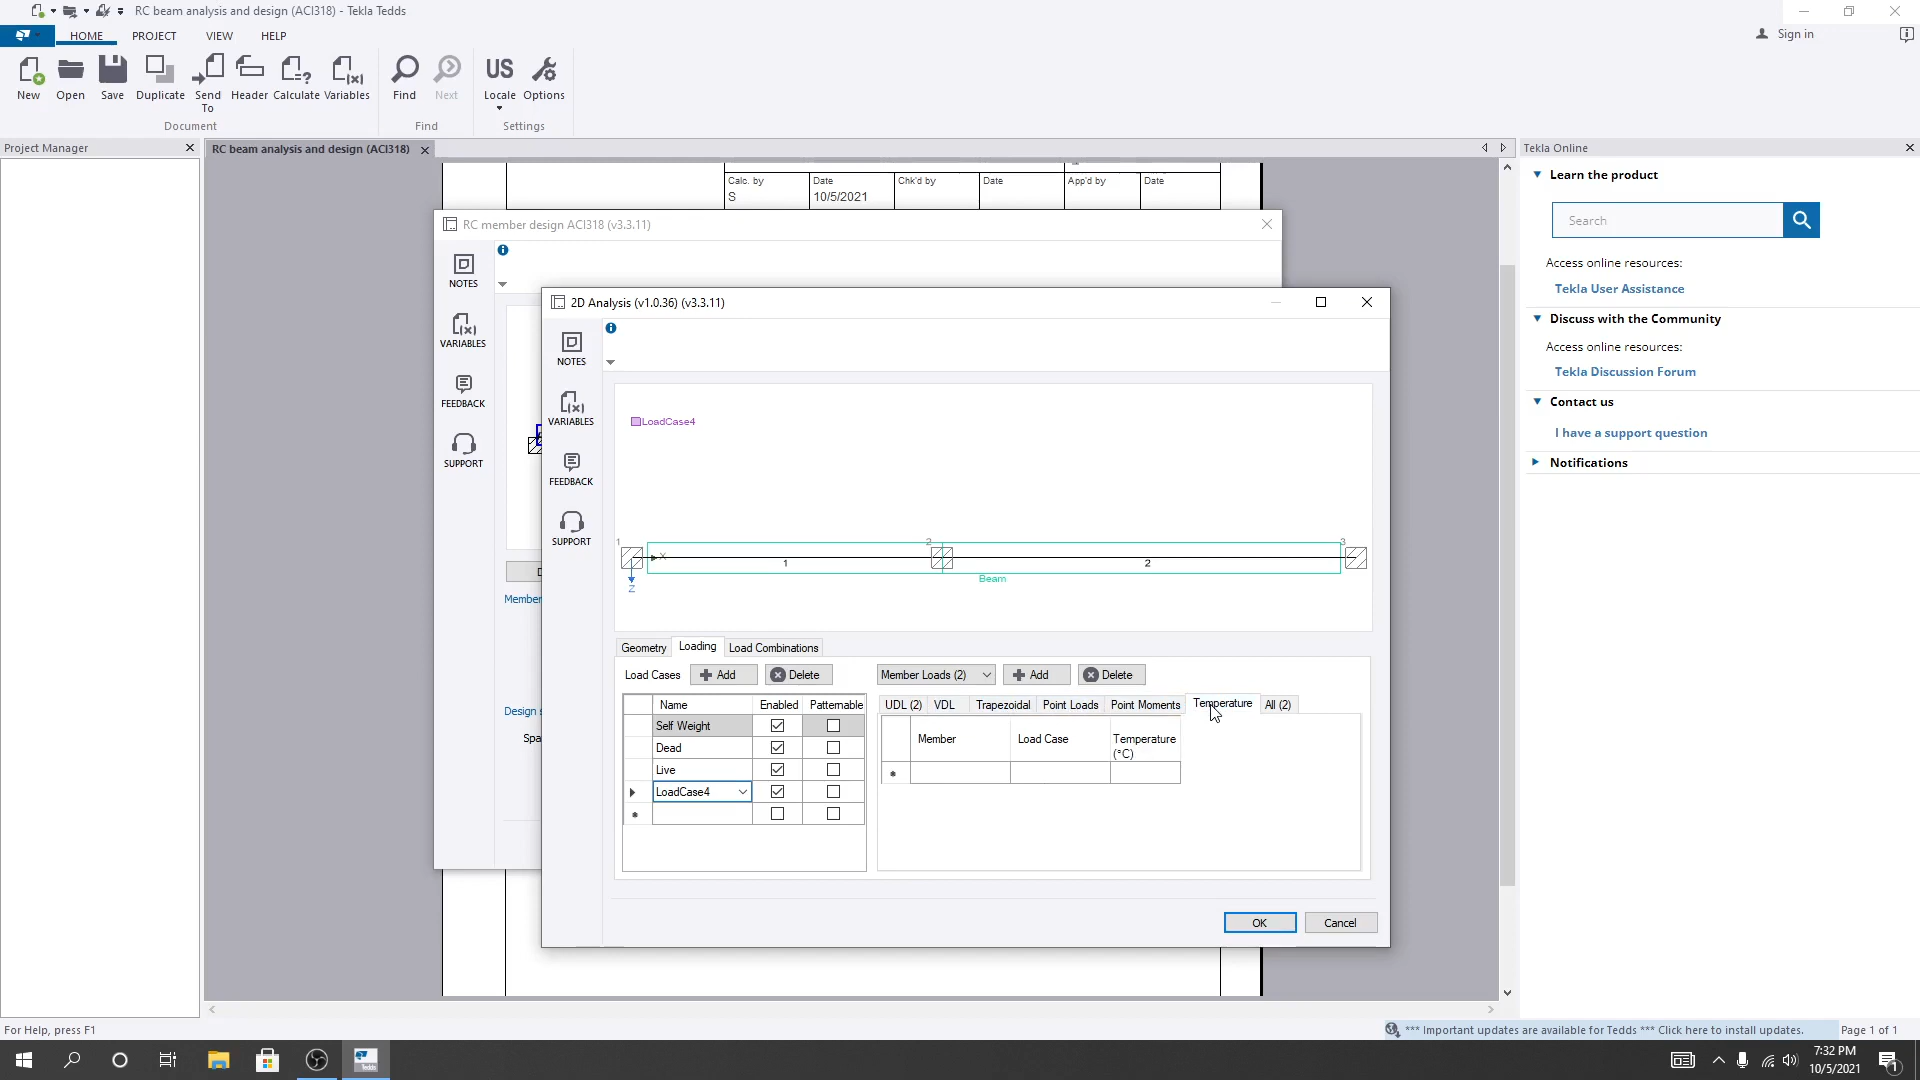 RC beam analysis and design (ACI318) - Tekla Tedds
HOME PROJECT VIEW HELP
Sign in
New Open Save Duplicate Send To Header Calculate Variables Find Next US Locale Options
Document Find Settings
Project Manager
RC beam analysis and design (ACI318)
Tekla Online
Learn the product
Search
Access online resources:
Tekla User Assistance
Discuss with the Community
Access online resources:
Tekla Discussion Forum
Contact us
I have a support question
Notifications
Calc. by Date Chk'd by Date App'd by Date
S 10/5/2021
RC member design ACI318 (v3.3.11)
NOTES
VARIABLES
FEEDBACK
SUPPORT
Member
Design
Spa
2D Analysis (v1.0.36) (v3.3.11)
NOTES
VARIABLES
FEEDBACK
SUPPORT
LoadCase4
1 2 3
X
1 2
Z
Beam
Geometry Loading Load Combinations
Load Cases Add Delete Member Loads (2) Add Delete
Name Enabled Patternable
Self Weight
Dead
Live
LoadCase4
UDL (2) VDL Trapezoidal Point Loads Point Moments Temperature All (2)
Member Load Case Temperature (°C)
OK Cancel
For Help, press F1
*** Important updates are available for Tedds *** Click here to install updates.
Page 1 of 1
Tedds
7:32 PM
10/5/2021
1